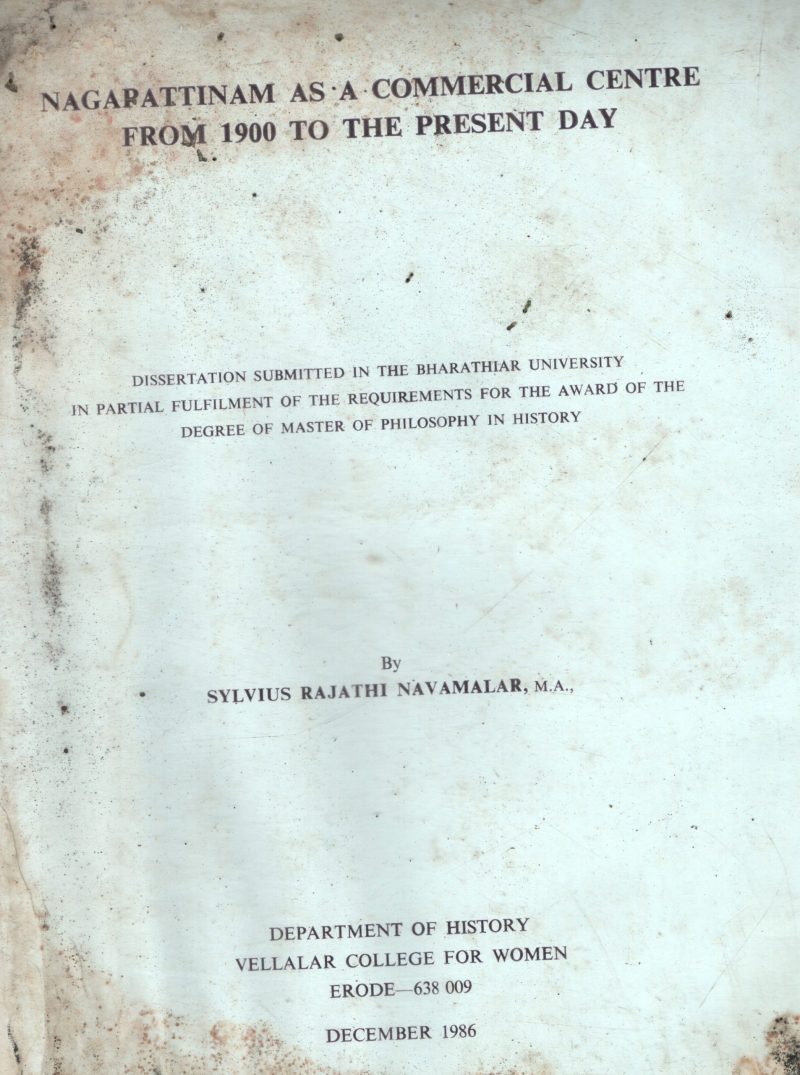 NAGAPATTINAM AS A COMMERCIAL CENTRE
FROM 1900 TO THE PRESENT DAY
DISSERTATION SUBMITTED IN THE BHARATHIAR UNIVERSITY
IN PARTIAL FULFILMENT OF THE REQUIREMENTS FOR THE AWARD OF THE
DEGREE OF MASTER OF PHILOSOPHY IN HISTORY
By
SYLVIUS RAJATHI NAVAMALAR, M.A.,
DEPARTMENT OF HISTORY
VELLALAR COLLEGE FOR WOMEN
ERODE—638 009
DECEMBER 1986